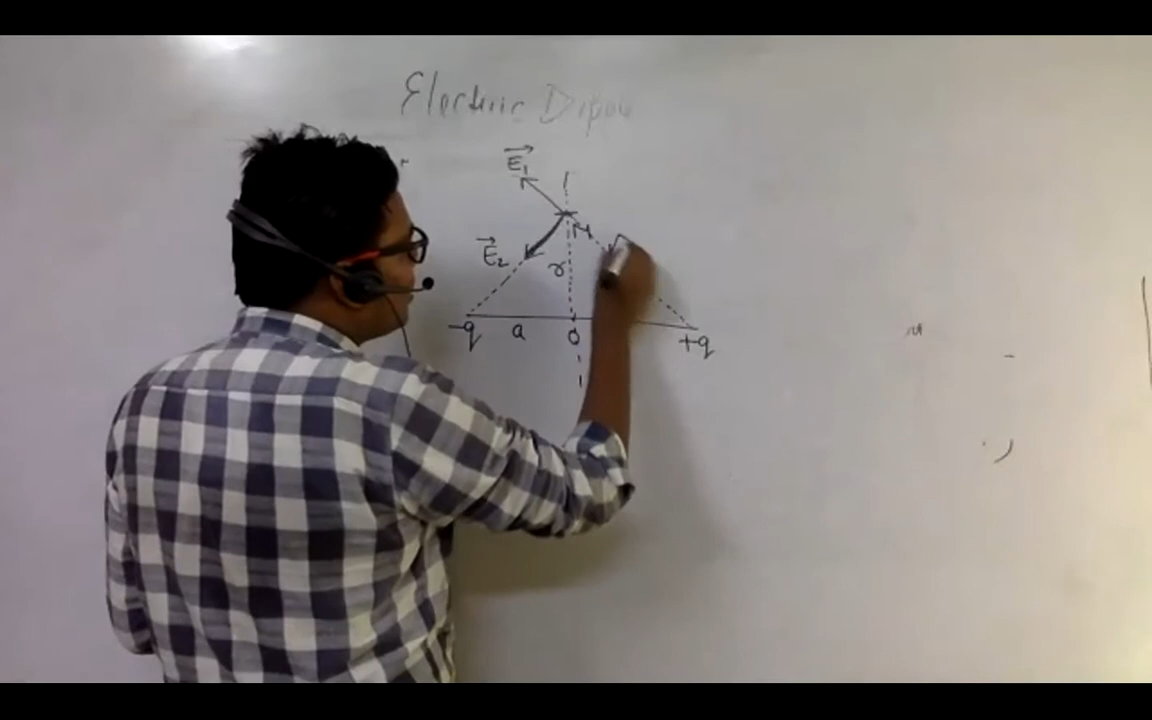 Electric Dipole
E₁
E₂
r
-q a O +q